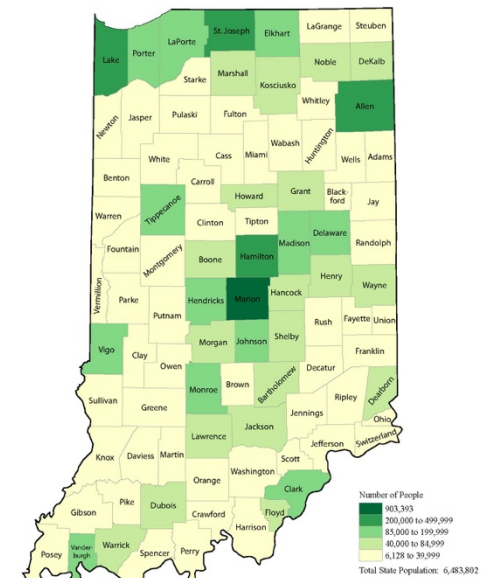 LaGrange
Steuben
St. Joseph
Elkhart
LaPorte
Porter
Lake
Noble
DeKalb
Marshall
Starke
Kosciusko
Whitley
Allen
Newton
Jasper
Pulaski
Fulton
Wabash
Huntington
White
Cass
Miami
Wells
Adams
Benton
Carroll
Howard
Grant
Black-
ford
Jay
Warren
Tippecanoe
Clinton
Tipton
Delaware
Madison
Randolph
Fountain
Montgomery
Boone
Hamilton
Henry
Wayne
Vermillion
Parke
Hendricks
Marion
Hancock
Putnam
Rush
Fayette
Union
Vigo
Clay
Morgan
Johnson
Shelby
Franklin
Owen
Decatur
Monroe
Brown
Bartholomew
Ripley
Dearborn
Sullivan
Greene
Jennings
Ohio
Lawrence
Jackson
Jefferson
Switzerland
Knox
Daviess
Martin
Scott
Washington
Orange
Clark
Gibson
Pike
Dubois
Crawford
Floyd
Harrison
Posey
Vander-
burgh
Warrick
Spencer
Perry
Number of People
903,393
200,000 to 499,999
85,000 to 199,999
40,000 to 84,999
6,128 to 39,999
Total State Population: 6,483,802